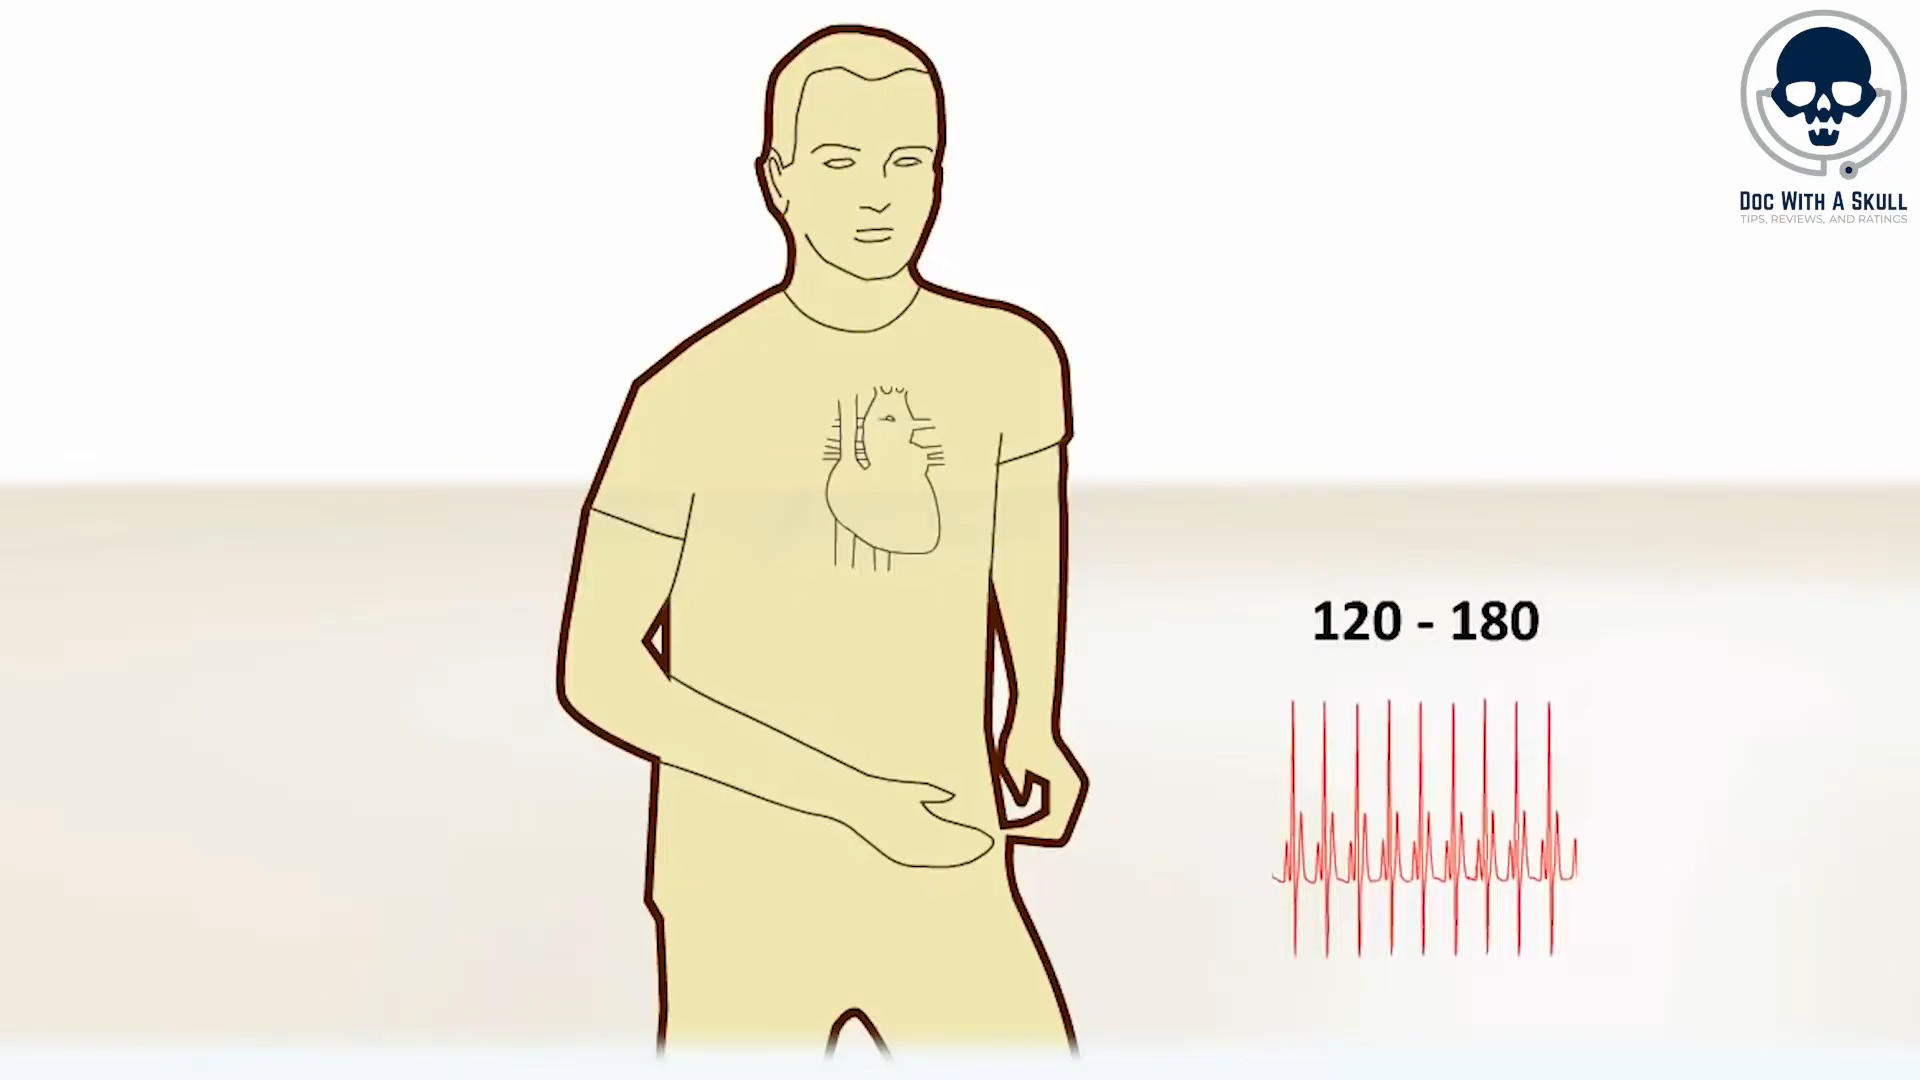 DOC WITH A SKULL
TIPS, REVIEWS, AND RATINGS
120 - 180